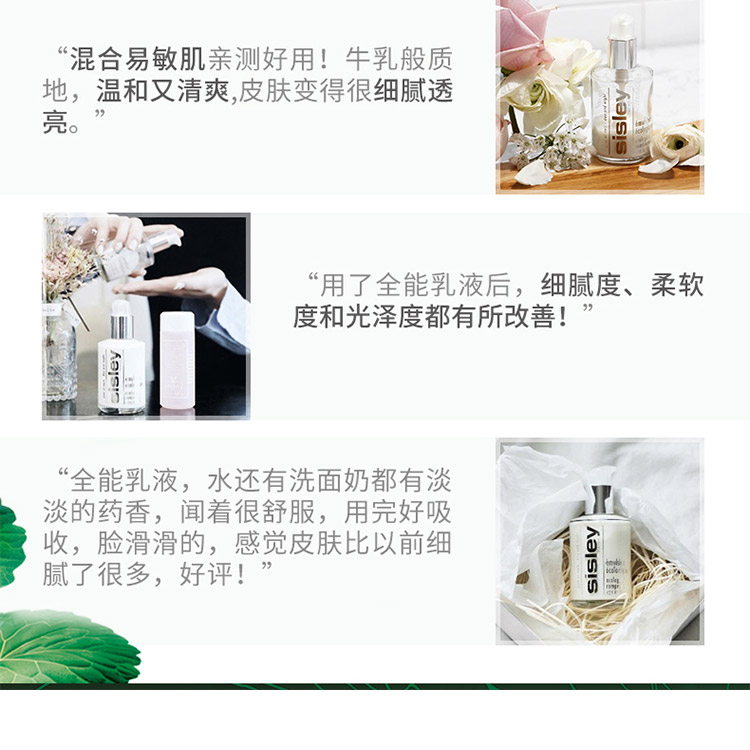 “混合易敏肌亲测好用！牛乳般质
地，温和又清爽,皮肤变得很细腻透
亮。”
sisley
“用了全能乳液后，细腻度、柔软
度和光泽度都有所改善！”
sisley
“全能乳液，水还有洗面奶都有淡
淡的药香，闻着很舒服，用完好吸
收，脸滑滑的，感觉皮肤比以前细
腻了很多，好评！”
sisley